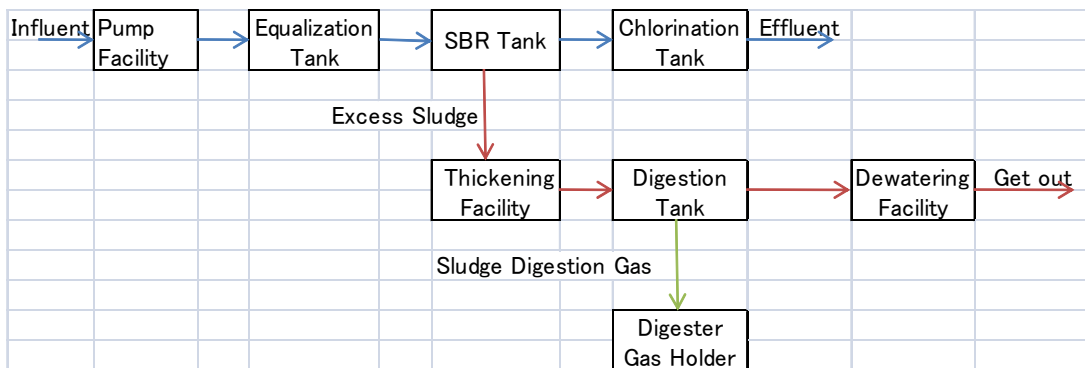 Influent
Pump
Facility
Equalization
Tank
SBR Tank
Chlorination
Tank
Effluent
Excess Sludge
Thickening
Facility
Digestion
Tank
Dewatering
Facility
Get out
Sludge Digestion Gas
Digester
Gas Holder